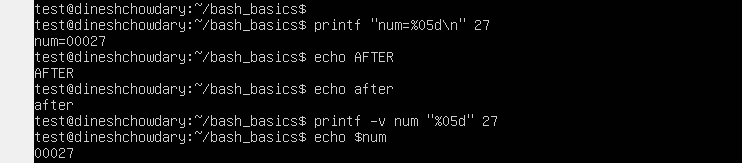 test@dineshchowdary:~/bash_basics$
test@dineshchowdary:~/bash_basics$ printf "num=%05d\n" 27
num=00027
test@dineshchowdary:~/bash_basics$ echo AFTER
AFTER
test@dineshchowdary:~/bash_basics$ echo after
after
test@dineshchowdary:~/bash_basics$ printf -v num "%05d" 27
test@dineshchowdary:~/bash_basics$ echo $num
00027